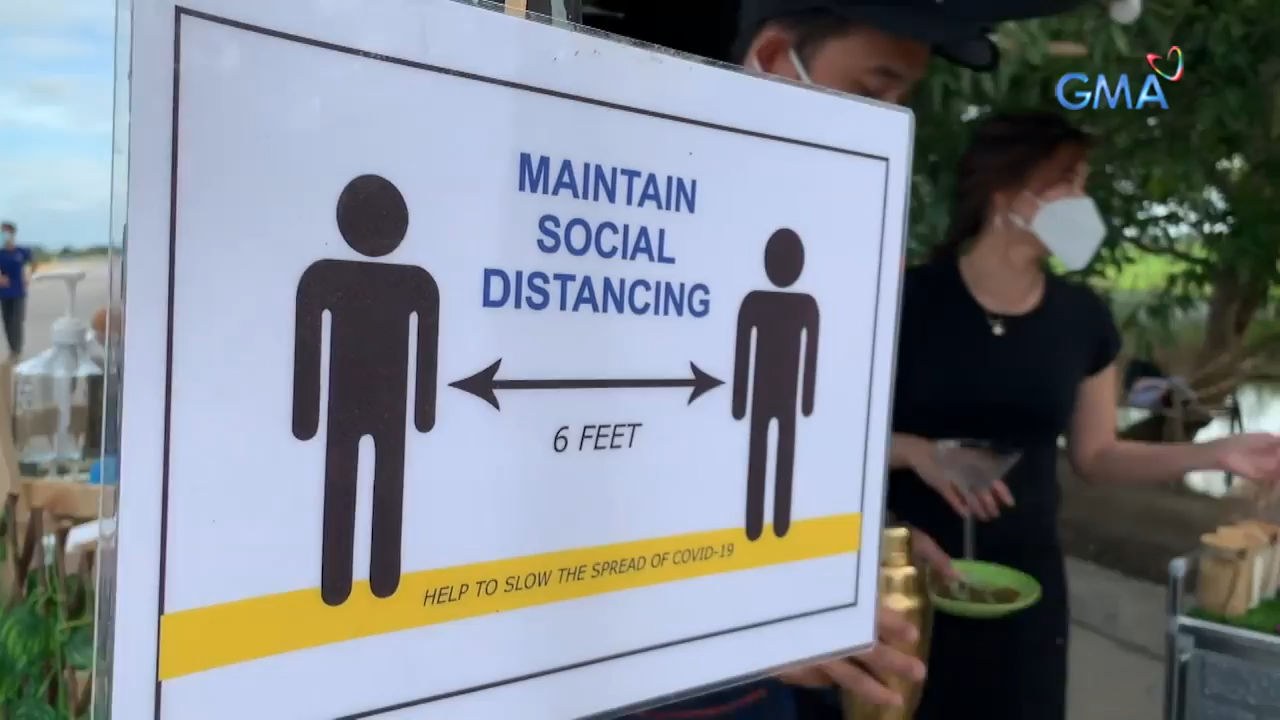 GMA
MAINTAIN
SOCIAL
DISTANCING
6 FEET
HELP TO SLOW THE SPREAD OF COVID-19